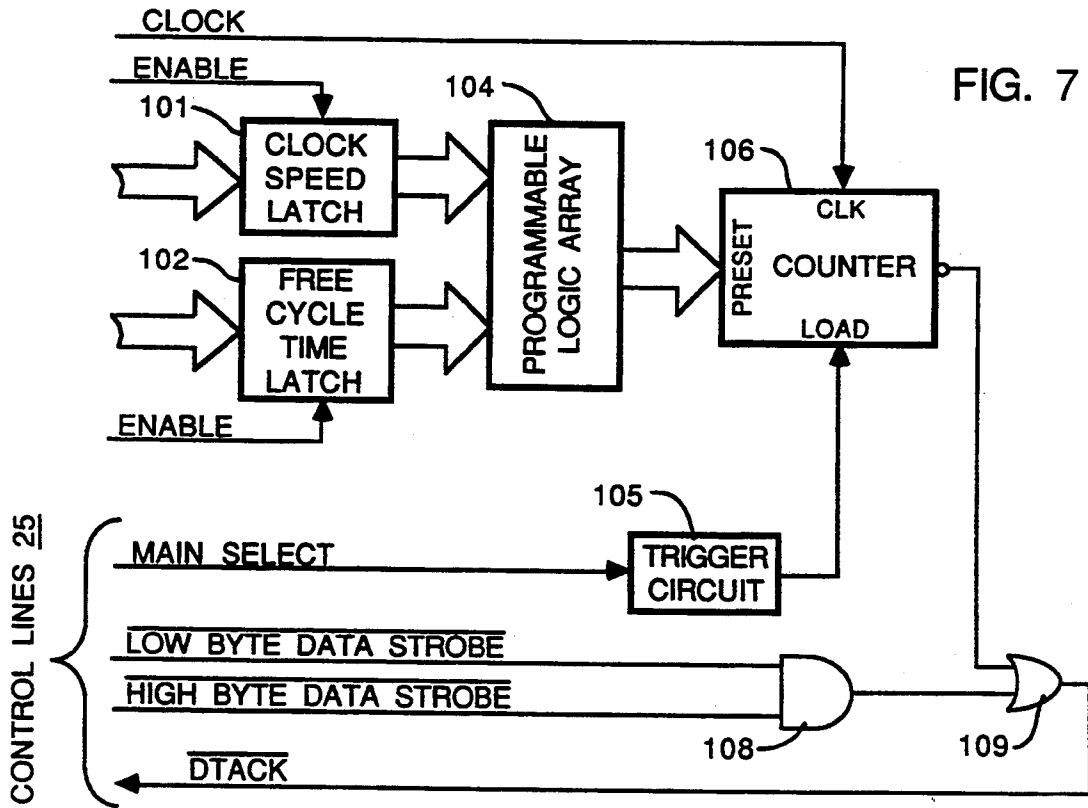 CLOCK
ENABLE
FIG. 7
101
104
CLOCK
SPEED
LATCH
106
CLK
PROGRAMMABLE
LOGIC ARRAY
PRESET
COUNTER
LOAD
102
FREE
CYCLE
TIME
LATCH
ENABLE
105
CONTROL LINES 25
MAIN SELECT
TRIGGER
CIRCUIT
LOW BYTE DATA STROBE
HIGH BYTE DATA STROBE
108
109
DTACK